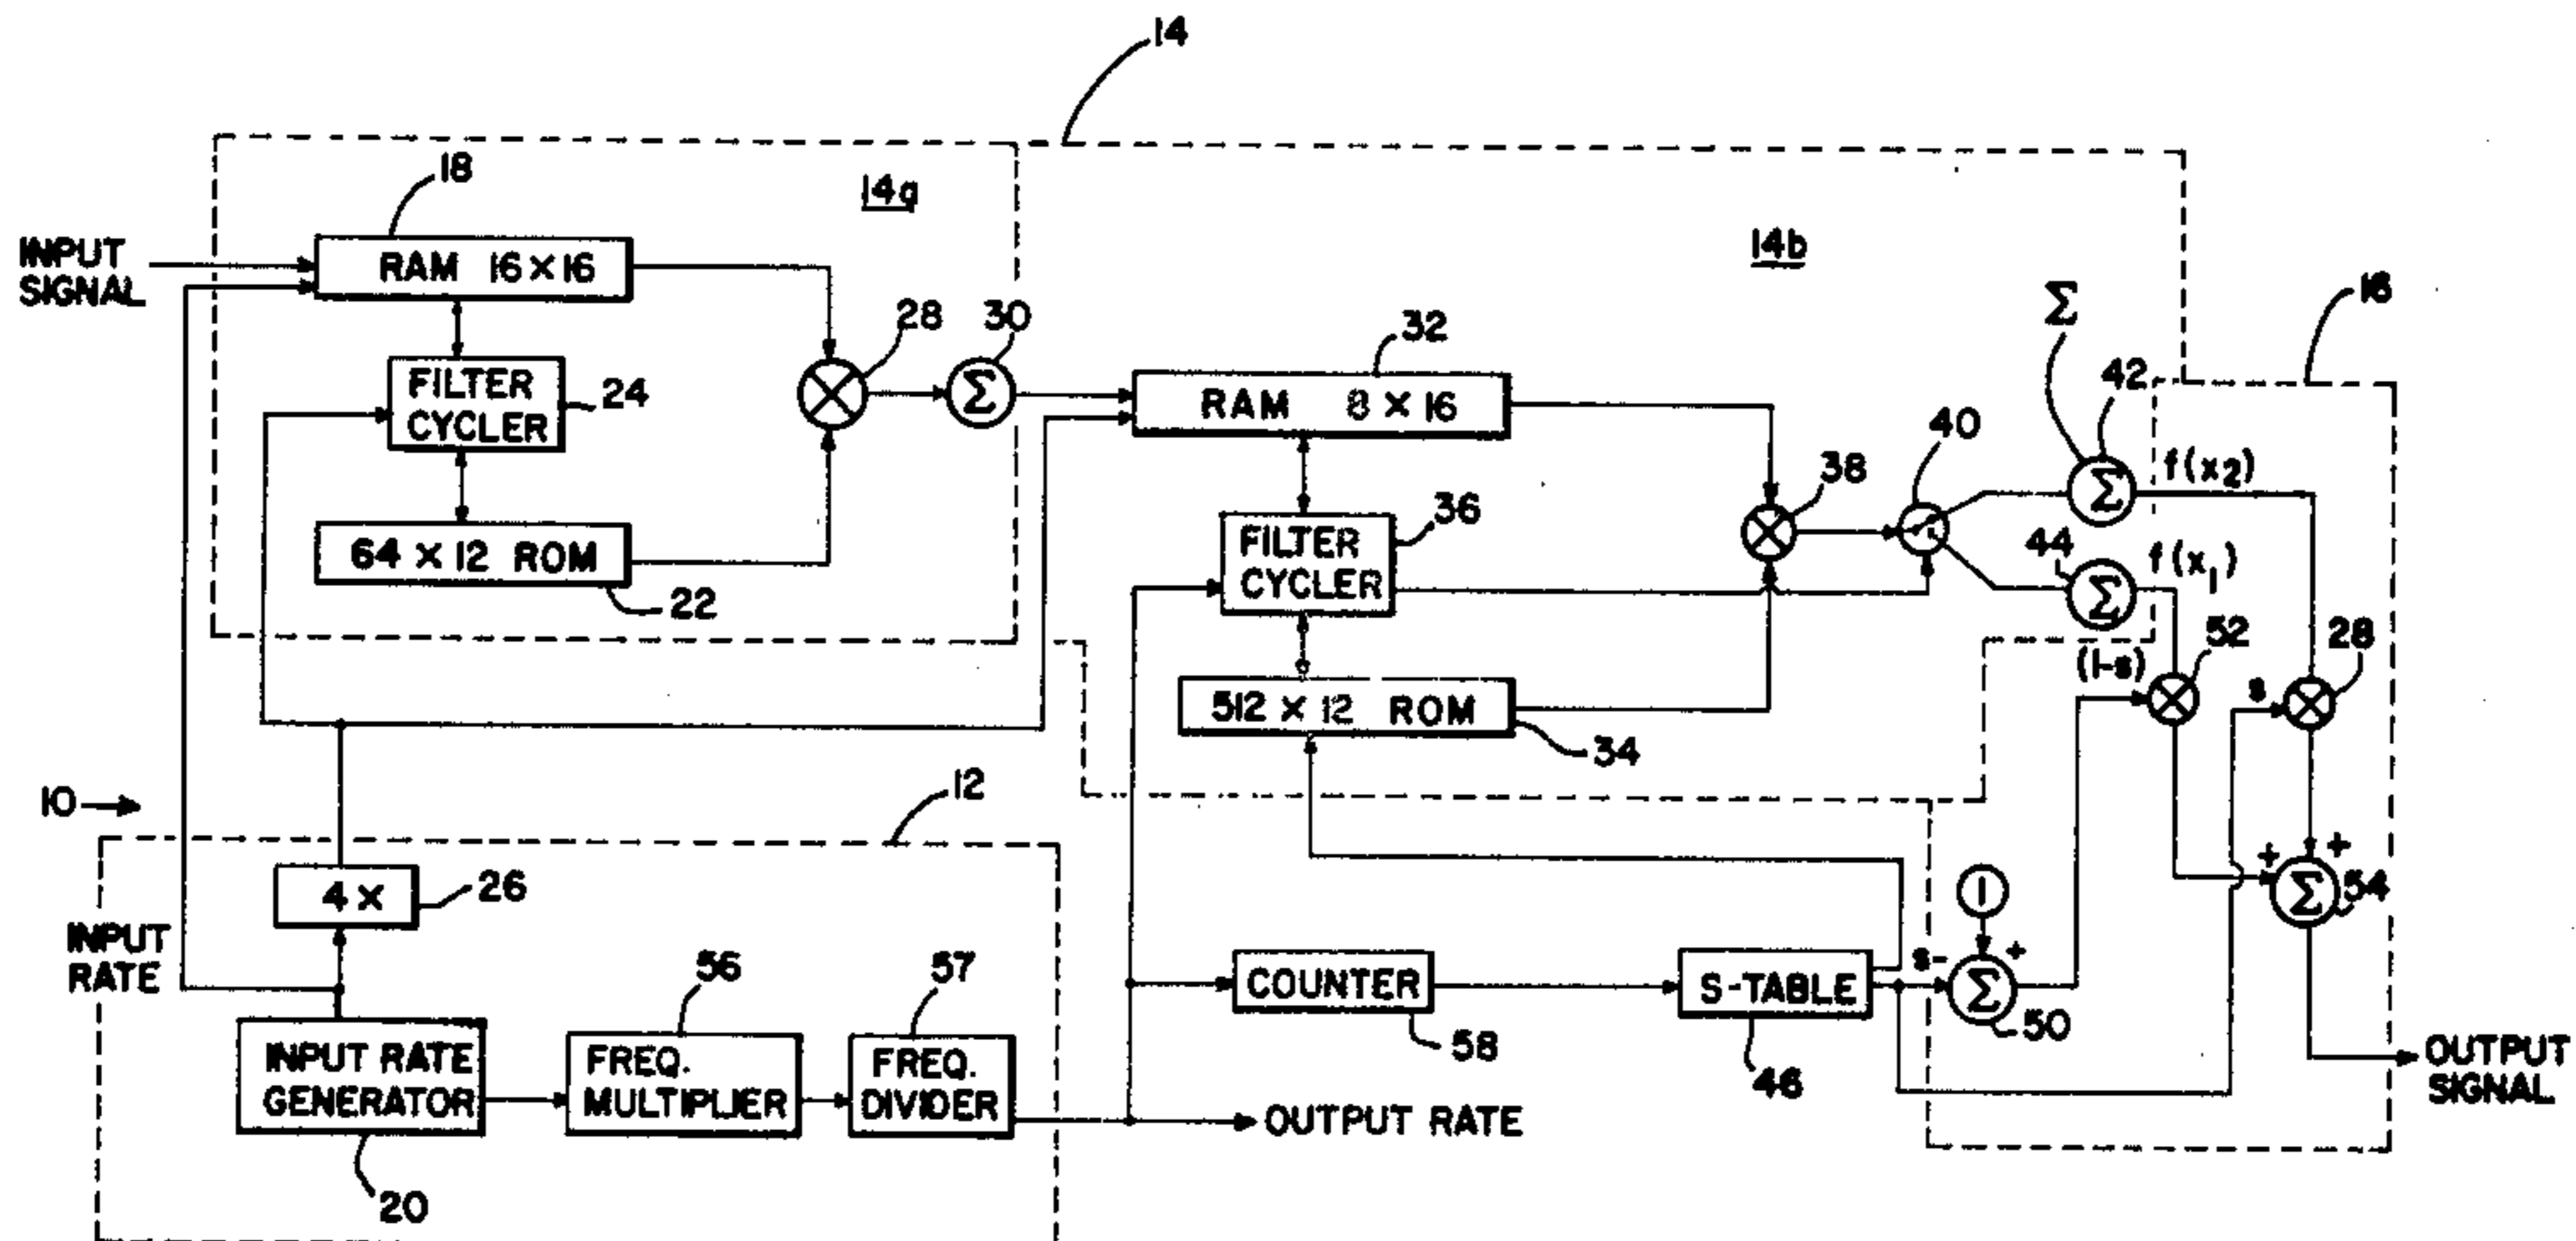 14
18
14a
INPUT
SIGNAL
RAM 16 × 16
14b
16
28
30
32
Σ
FILTER
CYCLER
24
Σ
RAM 8 × 16
42
40
38
Σ
f(x2)
64 × 12 ROM
22
FILTER
CYCLER
36
44
Σ
f(x1)
52
28
(1-s)
s
512 × 12 ROM
34
10
12
4 ×
26
INPUT
RATE
1
+
+
Σ
54
56
57
COUNTER
58
S-TABLE
46
s-
+
Σ
50
INPUT RATE
GENERATOR
20
FREQ.
MULTIPLIER
FREQ.
DIVIDER
OUTPUT RATE
OUTPUT
SIGNAL